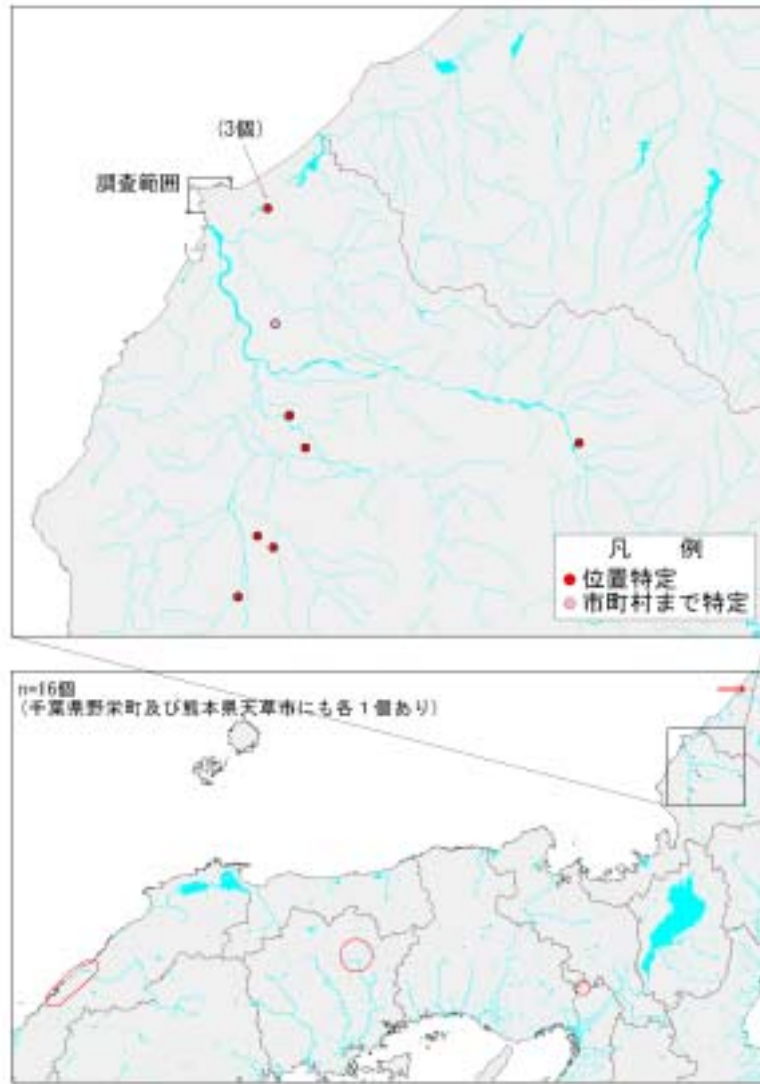 (3個)
調査範囲
凡 例
位置特定
市町村まで特定
n=16個
(千葉県野栄町及び熊本県天草市にも各1個あり)